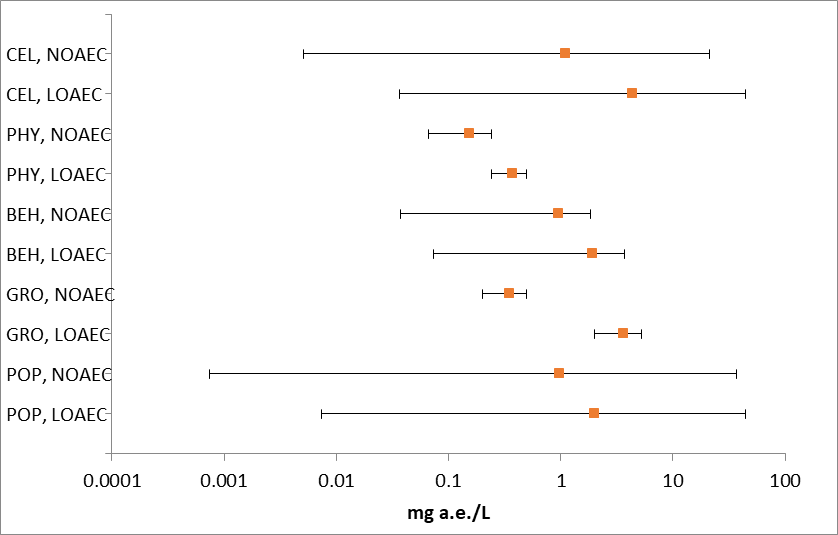 CEL, NOAEC
CEL, LOAEC
PHY, NOAEC
PHY, LOAEC
BEH, NOAEC
BEH, LOAEC
GRO, NOAEC
GRO, LOAEC
POP, NOAEC
POP, LOAEC
0.0001 0.001 0.01 0.1 1 10 100
mg a.e./L